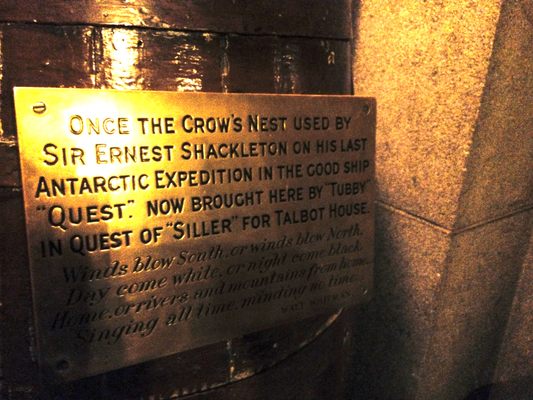 ONCE THE CROW'S NEST USED BY
SIR ERNEST SHACKLETON ON HIS LAST
ANTARCTIC EXPEDITION IN THE GOOD SHIP
"QUEST". NOW BROUGHT HERE BY "TUBBY"
IN QUEST OF "SILLER" FOR TALBOT HOUSE.
Winds blow South, or winds blow North,
Day come white, or night come black,
Home, or rivers and mountains from home,
Singing all time, minding no time.
WALT WHITMAN.